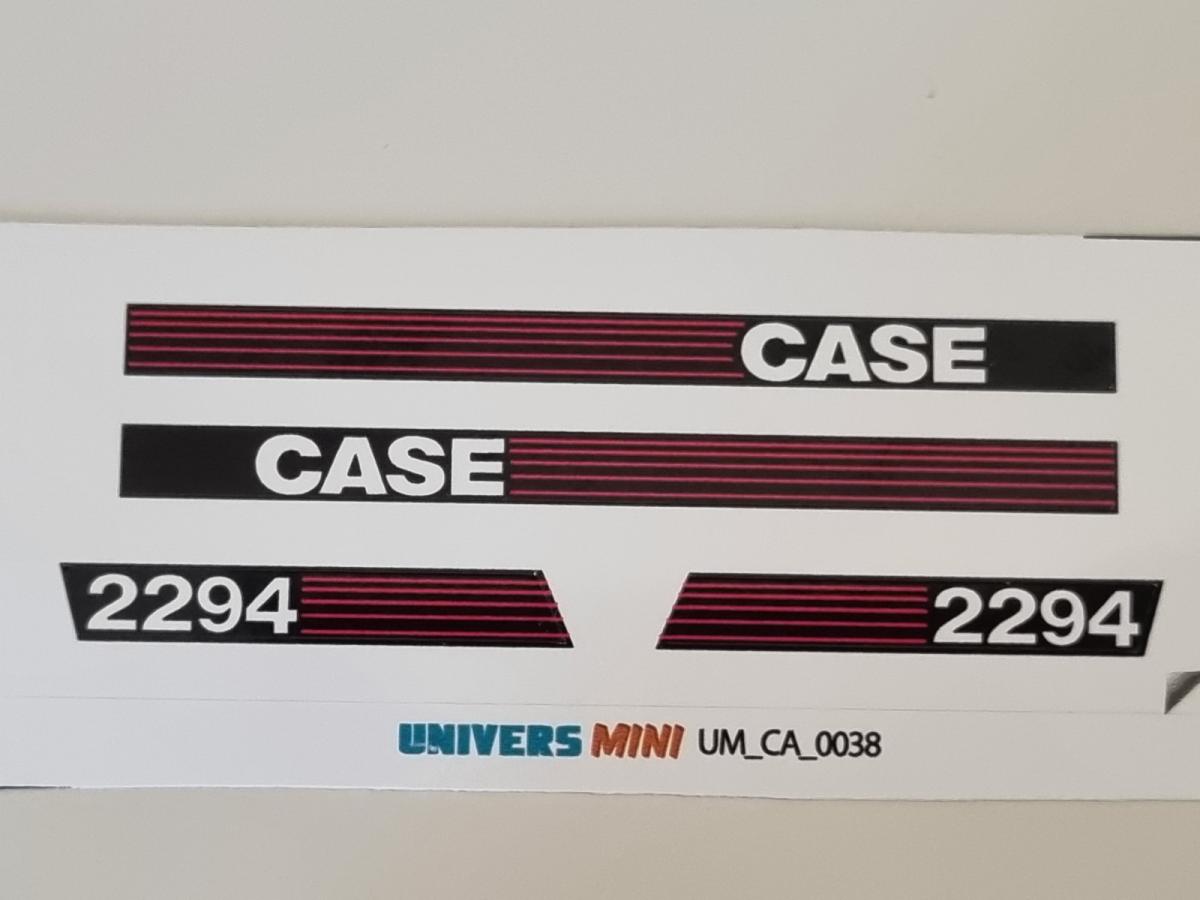 CASE
CASE
2294 2294
UNIVERS MINI UM_CA_0038